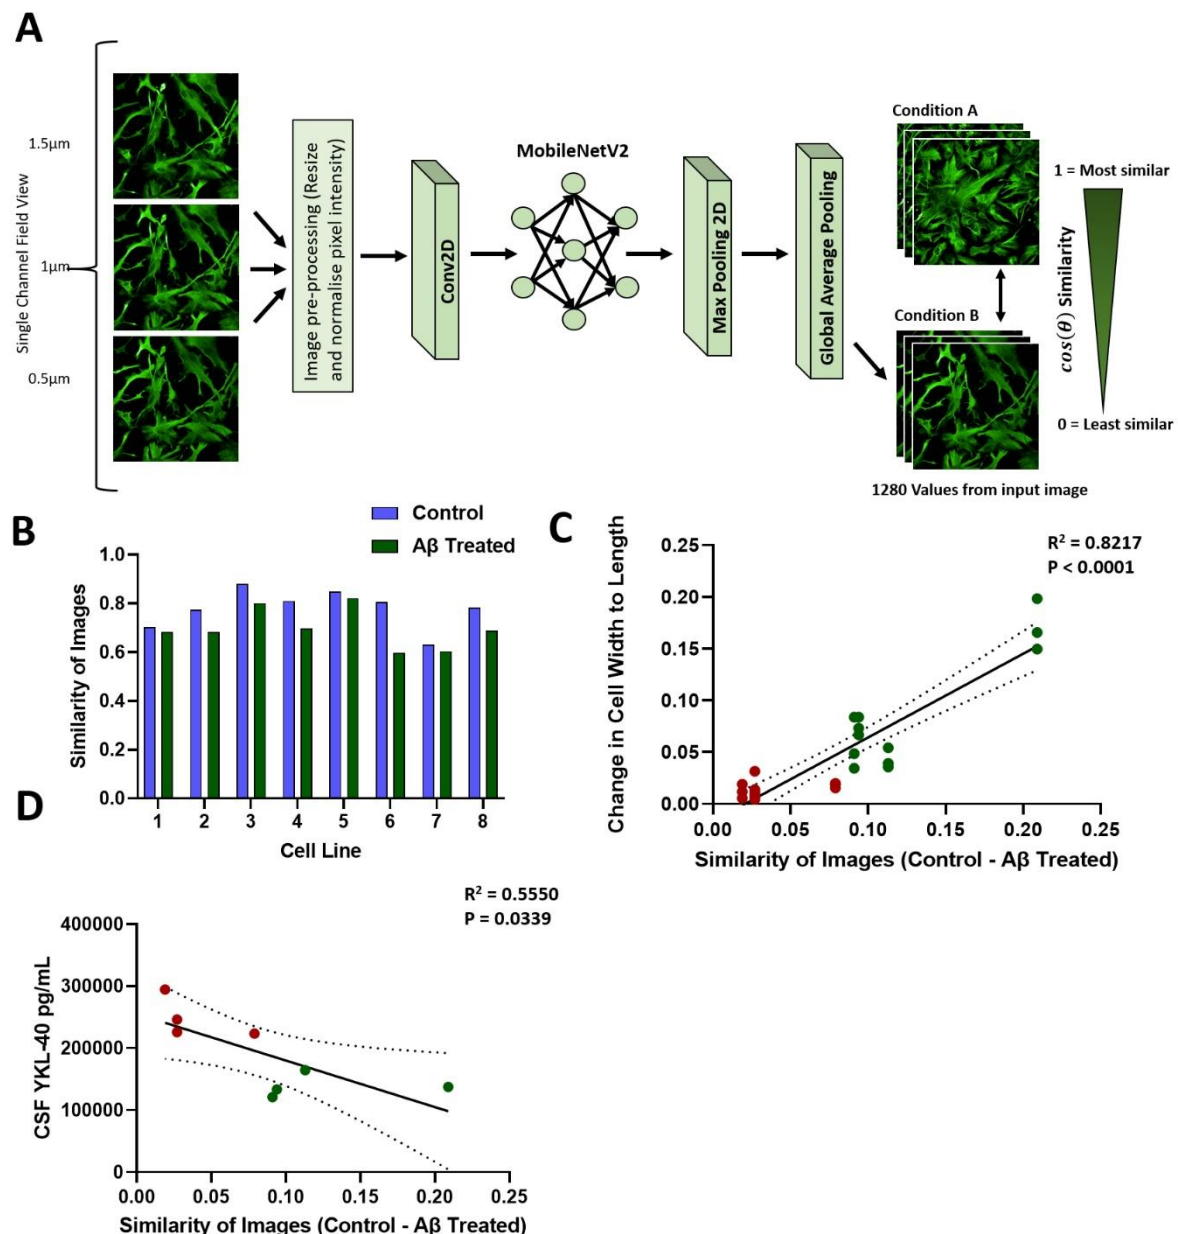 A
Single Channel Field View
1.5µm
1µm
0.5µm
Image pre-processing (Resize
and normalise pixel intensity)
Conv2D
MobileNetV2
Max Pooling 2D
Global Average Pooling
Condition A
Condition B
1280 Values from input image
1 = Most similar
cos(θ) Similarity
0 = Least similar
B
Control
Aβ Treated
Similarity of Images
1.0
0.8
0.6
0.4
0.2
0.0
1 2 3 4 5 6 7 8
Cell Line
C
R² = 0.8217
P < 0.0001
Change in Cell Width to Length
0.25
0.20
0.15
0.10
0.05
0.00
0.00 0.05 0.10 0.15 0.20 0.25
Similarity of Images (Control - Aβ Treated)
D
R² = 0.5550
P = 0.0339
CSF YKL-40 pg/mL
400000
300000
200000
100000
0
0.00 0.05 0.10 0.15 0.20 0.25
Similarity of Images (Control - Aβ Treated)